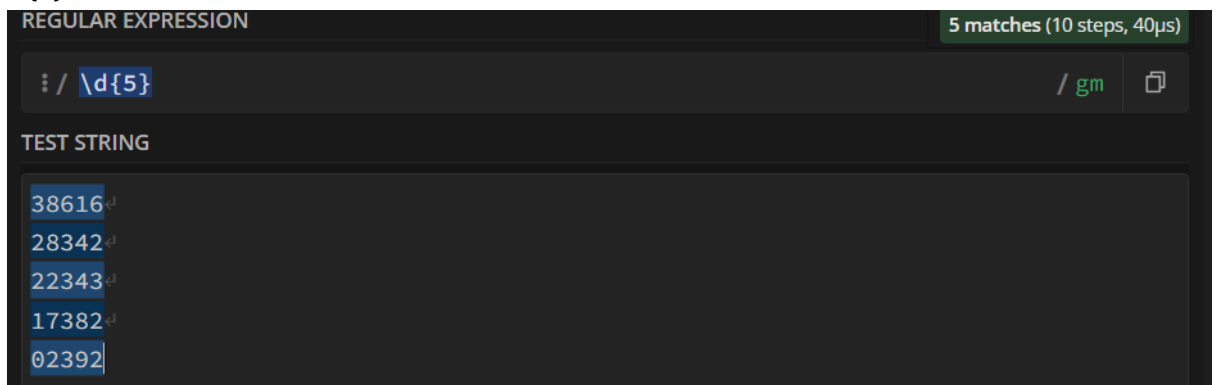 REGULAR EXPRESSION
5 matches (10 steps, 40µs)
⋮/ \d{5} / gm
TEST STRING
38616↵
28342↵
22343↵
17382↵
02392